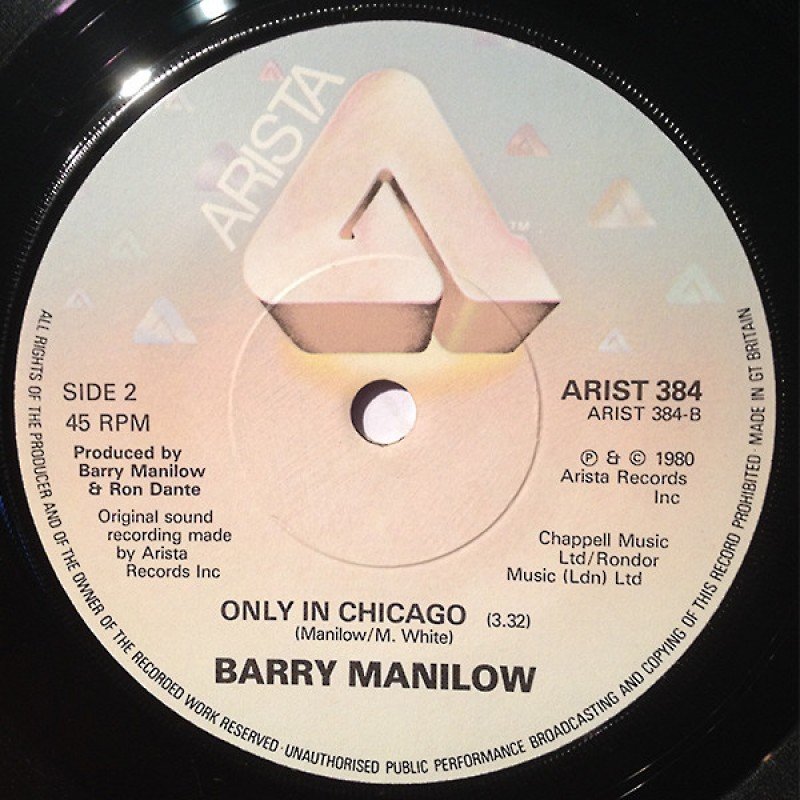 ARISTA
TM
SIDE 2
45 RPM
Produced by
Barry Manilow
& Ron Dante
Original sound
recording made
by Arista
Records Inc
ARIST 384
ARIST 384-B
Ⓟ & © 1980
Arista Records
Inc
Chappell Music
Ltd/Rondor
Music (Ldn) Ltd
ONLY IN CHICAGO (3.32)
(Manilow/M. White)
BARRY MANILOW
ALL RIGHTS OF THE PRODUCER AND OF THE OWNER OF THE RECORDED WORK RESERVED · UNAUTHORISED PUBLIC PERFORMANCE BROADCASTING AND COPYING OF THIS RECORD PROHIBITED · MADE IN GT BRITAIN